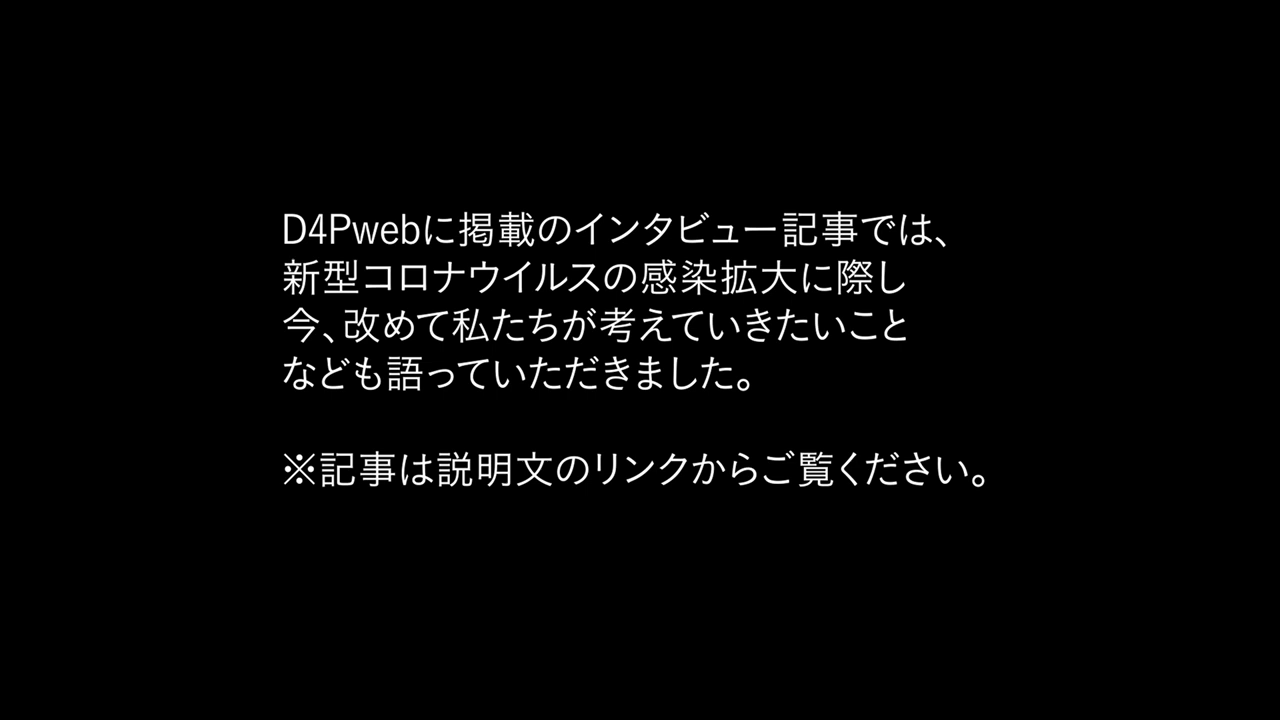 D4Pwebに掲載のインタビュー記事では、
新型コロナウイルスの感染拡大に際し
今、改めて私たちが考えていきたいこと
なども語っていただきました。
※記事は説明文のリンクからご覧ください。